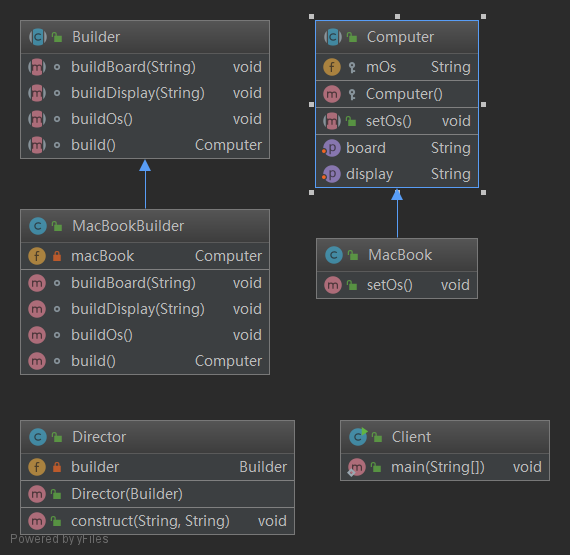 Builder
buildBoard(String) void
buildDisplay(String) void
buildOs() void
build() Computer
Computer
mOs String
Computer()
setOs() void
board String
display String
MacBookBuilder
macBook Computer
buildBoard(String) void
buildDisplay(String) void
buildOs() void
build() Computer
MacBook
setOs() void
Director
builder Builder
Director(Builder)
construct(String, String) void
Client
main(String[]) void
Powered by yFiles